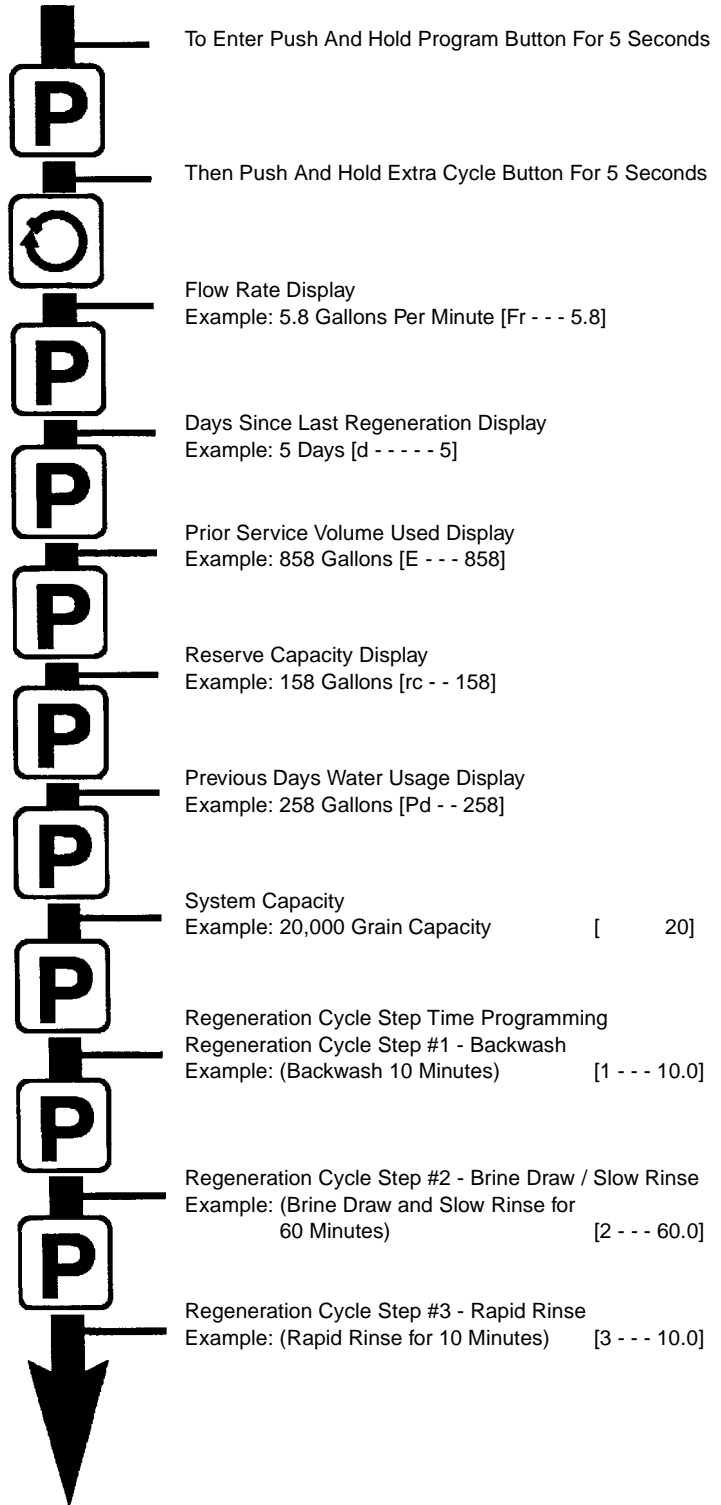 To Enter Push And Hold Program Button For 5 Seconds
P
Then Push And Hold Extra Cycle Button For 5 Seconds
Flow Rate Display
Example: 5.8 Gallons Per Minute [Fr - - - 5.8]
P
Days Since Last Regeneration Display
Example: 5 Days [d - - - - - 5]
P
Prior Service Volume Used Display
Example: 858 Gallons [E - - - 858]
P
Reserve Capacity Display
Example: 158 Gallons [rc - - 158]
P
Previous Days Water Usage Display
Example: 258 Gallons [Pd - - 258]
P
System Capacity
Example: 20,000 Grain Capacity [ 20]
P
Regeneration Cycle Step Time Programming
Regeneration Cycle Step #1 - Backwash
Example: (Backwash 10 Minutes) [1 - - - 10.0]
P
Regeneration Cycle Step #2 - Brine Draw / Slow Rinse
Example: (Brine Draw and Slow Rinse for
60 Minutes) [2 - - - 60.0]
P
Regeneration Cycle Step #3 - Rapid Rinse
Example: (Rapid Rinse for 10 Minutes) [3 - - - 10.0]